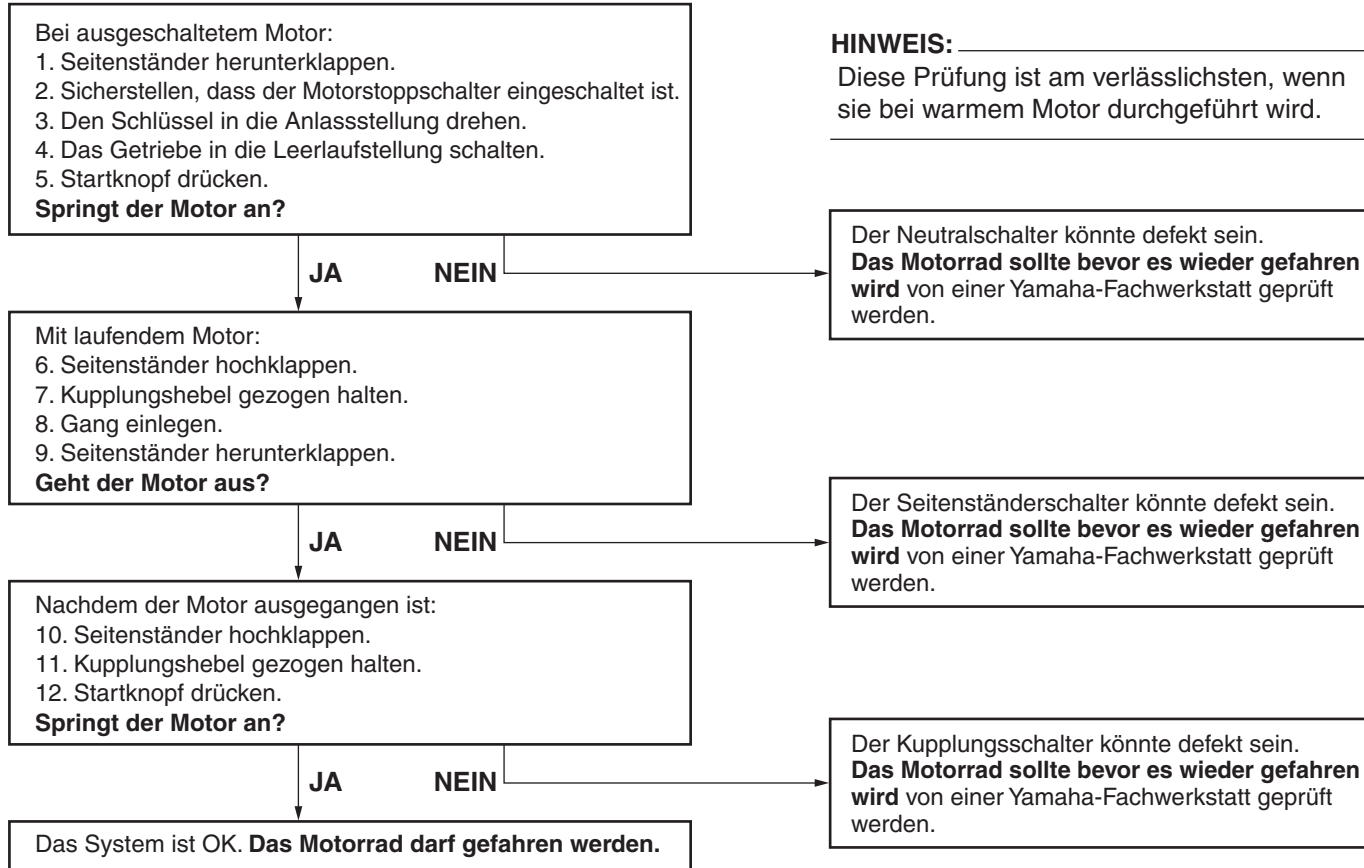 Bei ausgeschaltetem Motor:
1. Seitenständer herunterklappen.
2. Sicherstellen, dass der Motorstoppschalter eingeschaltet ist.
3. Den Schlüssel in die Anlassstellung drehen.
4. Das Getriebe in die Leerlaufstellung schalten.
5. Startknopf drücken.
Springt der Motor an?
HINWEIS:
Diese Prüfung ist am verlässlichsten, wenn
sie bei warmem Motor durchgeführt wird.
JA NEIN
Der Neutralschalter könnte defekt sein.
Das Motorrad sollte bevor es wieder gefahren
wird von einer Yamaha-Fachwerkstatt geprüft
werden.
Mit laufendem Motor:
6. Seitenständer hochklappen.
7. Kupplungshebel gezogen halten.
8. Gang einlegen.
9. Seitenständer herunterklappen.
Geht der Motor aus?
JA NEIN
Der Seitenständerschalter könnte defekt sein.
Das Motorrad sollte bevor es wieder gefahren
wird von einer Yamaha-Fachwerkstatt geprüft
werden.
Nachdem der Motor ausgegangen ist:
10. Seitenständer hochklappen.
11. Kupplungshebel gezogen halten.
12. Startknopf drücken.
Springt der Motor an?
JA NEIN
Der Kupplungsschalter könnte defekt sein.
Das Motorrad sollte bevor es wieder gefahren
wird von einer Yamaha-Fachwerkstatt geprüft
werden.
Das System ist OK. Das Motorrad darf gefahren werden.